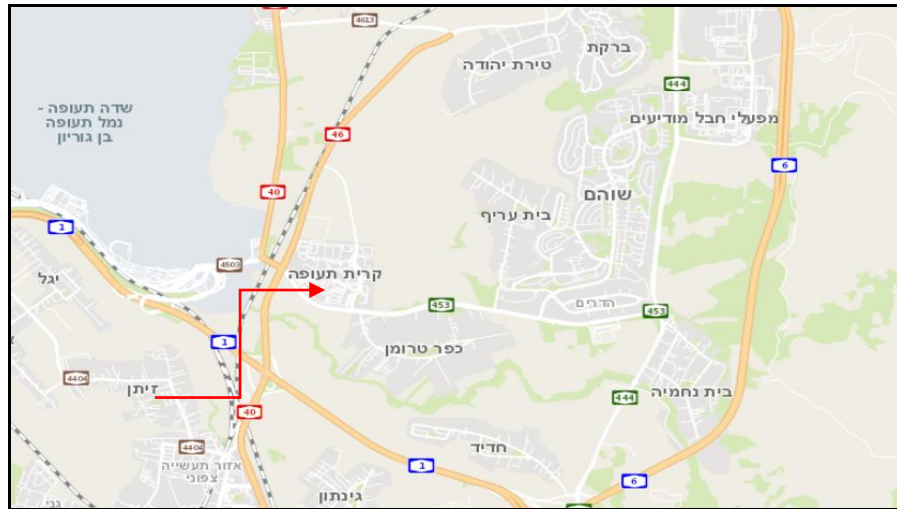 4613
ברקת
טירת יהודה
444
שדה תעופה -
נמל תעופה
בן גוריון
מפעלי חבל מודיעים
46
6
40
שוהם
בית עריף
1
4503
קרית תעופה
יגל
הדרים
453
453
1
כפר טרומן
4404
זיתן
בית נחמיה
444
40
4404
חדיד
אזור תעשייה
צפוני
1
6
גינתון
גני